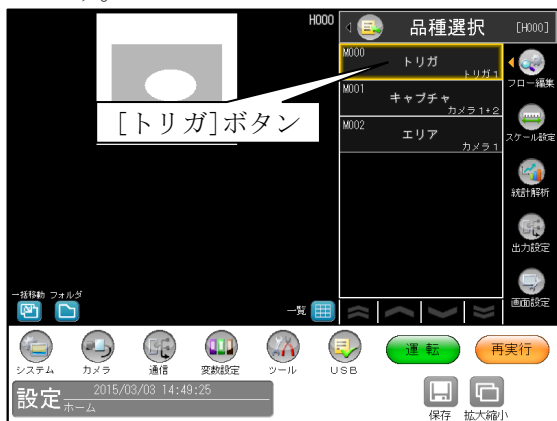 H000
品種選択
[H000]
M000
トリガ
トリガ1
M001
キャプチャ
カメラ1+2
M002
エリア
カメラ1
[トリガ]ボタン
フロー編集
スケール設定
統計解析
出力設定
画面設定
一括移動 フォルダ
一覧
システム カメラ 通信 変数設定 ツール USB
運転 再実行
設定 2015/03/03 14:49:25
ホーム
保存 拡大縮小